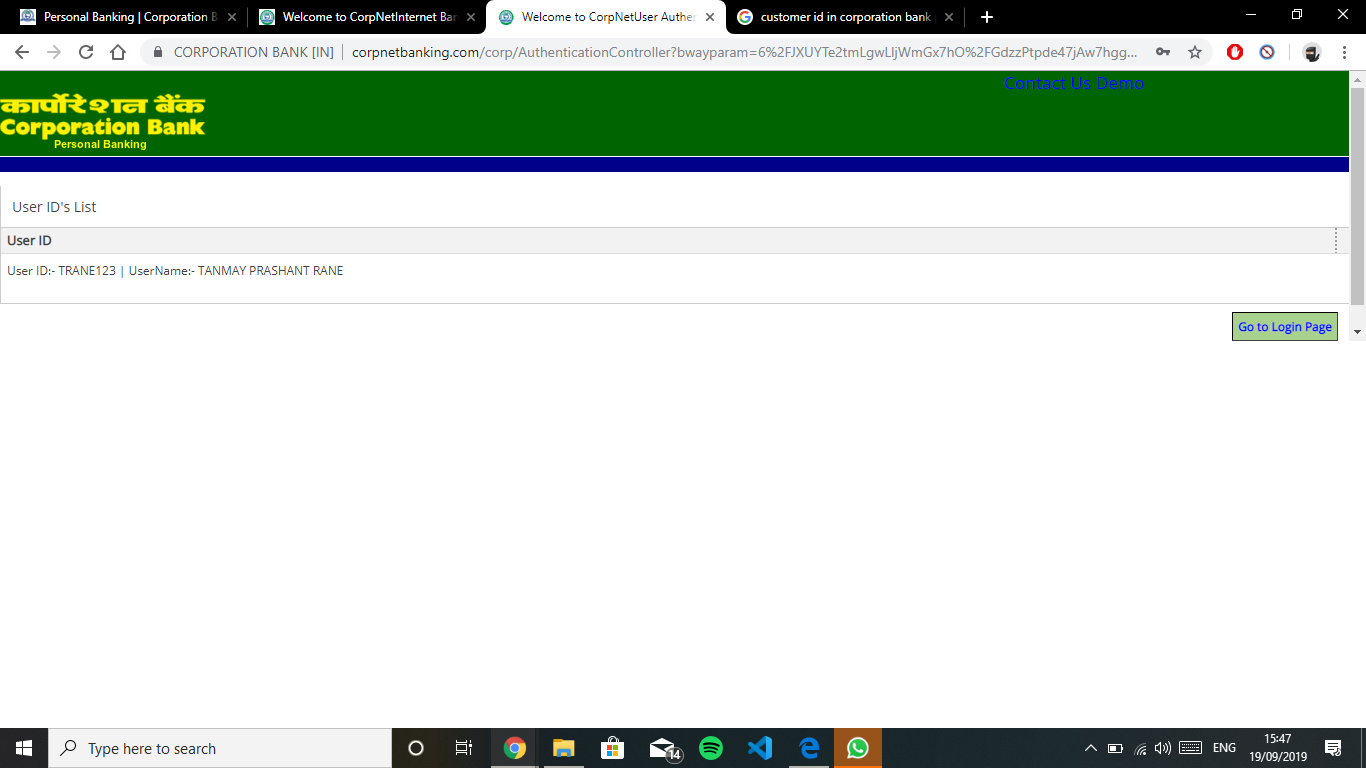 Personal Banking | Corporation B
Welcome to CorpNetInternet Ban
Welcome to CorpNetUser Authen
customer id in corporation bank
CORPORATION BANK [IN] | corpnetbanking.com/corp/AuthenticationController?bwayparam=6%2FJXUYTe2tmLgwLljWmGx7hO%2FGdzzPtpde47jAw7hgg...
Contact Us Demo
कार्पोरेशन बैंक
Corporation Bank
Personal Banking
User ID's List
User ID
User ID:- TRANE123 | UserName:- TANMAY PRASHANT RANE
Go to Login Page
Type here to search
14
ENG
15:47
19/09/2019